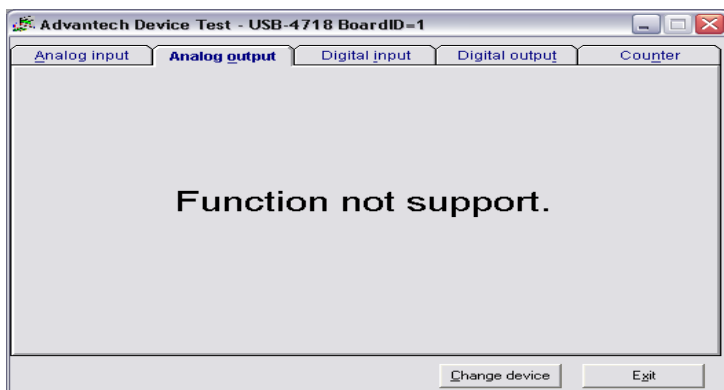 Advantech Device Test - USB-4718 BoardID=1
Analog input Analog output Digital input Digital output Counter
Function not support.
Change device Exit